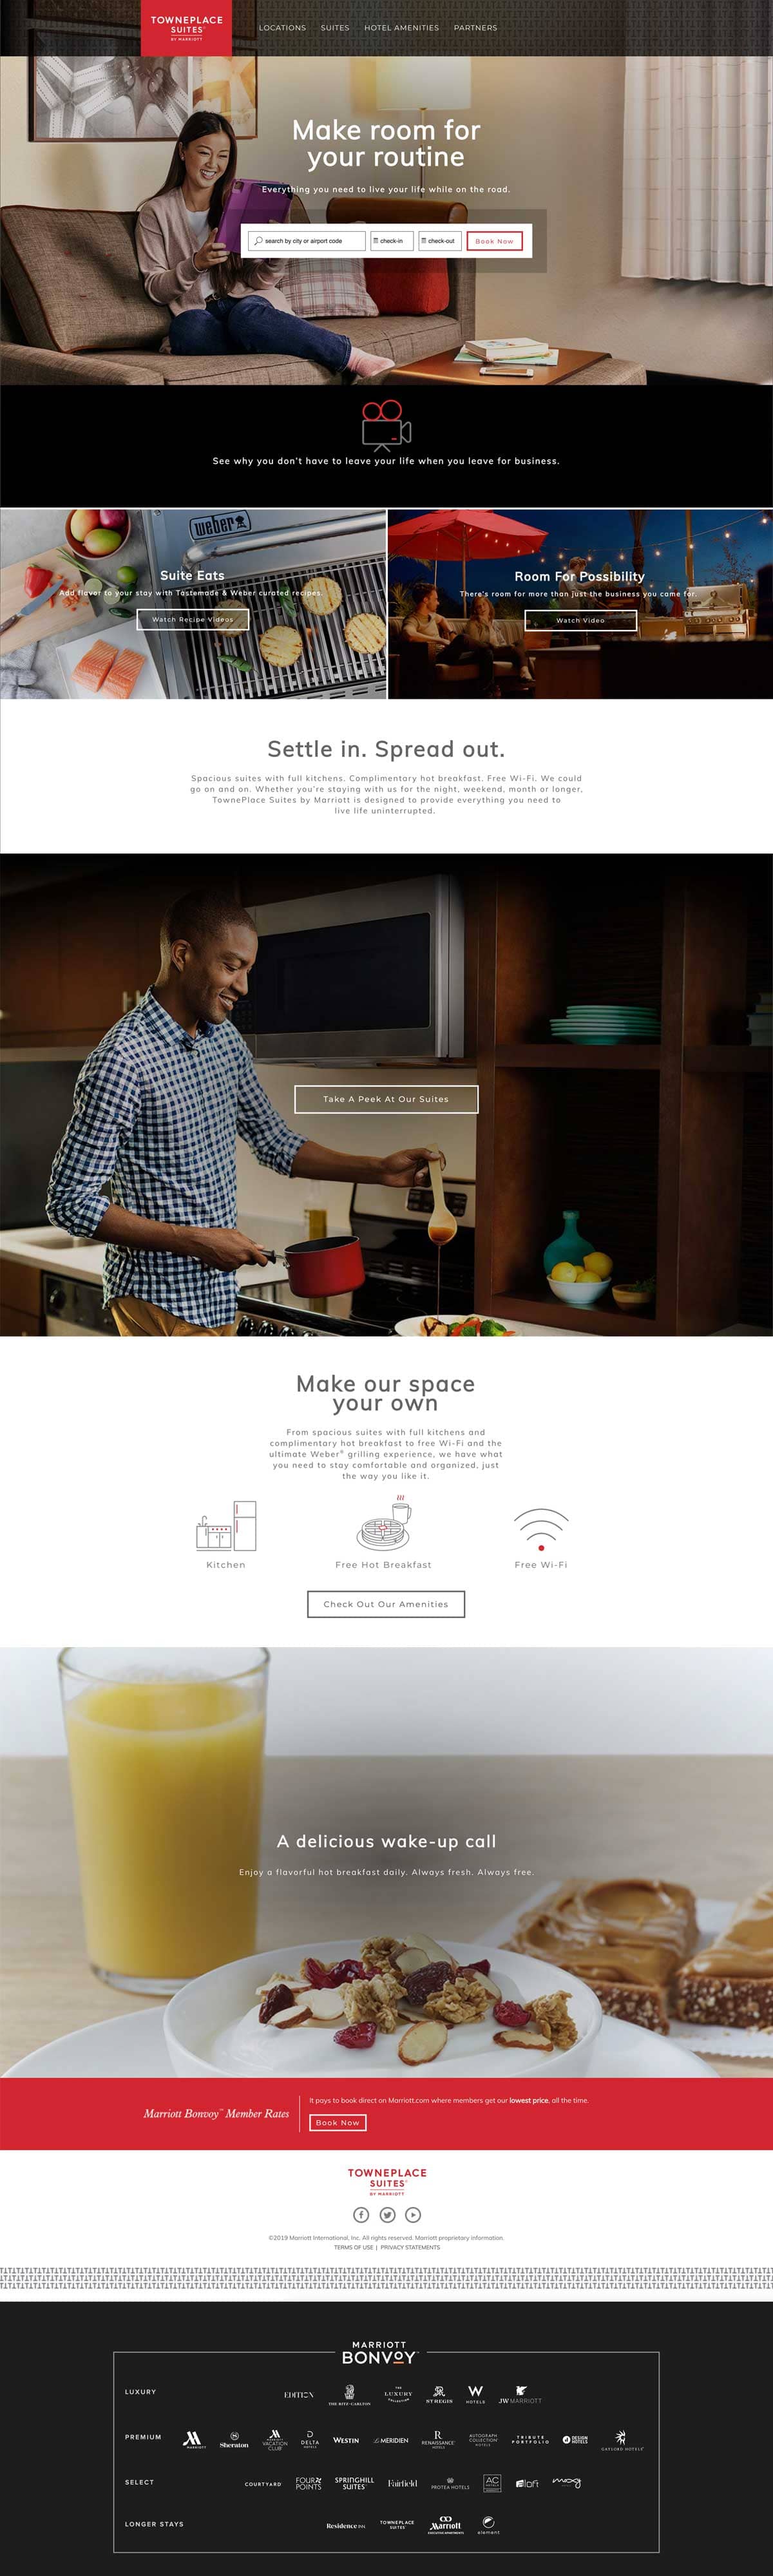 TOWNEPLACE
SUITES®
BY MARRIOTT
LOCATIONS SUITES HOTEL AMENITIES PARTNERS
Make room for
your routine
Everything you need to live your life while on the road.
search by city or airport code check-in check-out Book Now
See why you don't have to leave your life when you leave for business.
weber
Suite Eats
Add flavor to your stay with Tastemade & Weber curated recipes.
Watch Recipe Videos
Room For Possibility
There's room for more than just the business you came for.
Watch Video
Settle in. Spread out.
Spacious suites with full kitchens. Complimentary hot breakfast. Free Wi-Fi. We could
go on and on. Whether you're staying with us for the night, weekend, month or longer,
TownePlace Suites by Marriott is designed to provide everything you need to
live life uninterrupted.
Take A Peek At Our Suites
Make our space
your own
From spacious suites with full kitchens and
complimentary hot breakfast to free Wi-Fi and the
ultimate Weber® grilling experience, we have what
you need to stay comfortable and organized, just
the way you like it.
Kitchen Free Hot Breakfast Free Wi-Fi
Check Out Our Amenities
A delicious wake-up call
Enjoy a flavorful hot breakfast daily. Always fresh. Always free.
Marriott Bonvoy™ Member Rates
It pays to book direct on Marriott.com where members get our lowest price, all the time.
Book Now
TOWNEPLACE
SUITES®
BY MARRIOTT
©2019 Marriott International, Inc. All rights reserved. Marriott proprietary information.
TERMS OF USE | PRIVACY STATEMENTS
MARRIOTT
BONVOY
LUXURY EDITION THE RITZ-CARLTON THE LUXURY COLLECTION ST REGIS W HOTELS JW MARRIOTT
PREMIUM MARRIOTT Sheraton MARRIOTT VACATION CLUB DELTA HOTELS WESTIN LE MERIDIEN R RENAISSANCE HOTELS AUTOGRAPH COLLECTION HOTELS TRIBUTE PORTFOLIO DESIGN HOTELS GAYLORD HOTELS
SELECT COURTYARD FOUR POINTS SPRINGHILL SUITES Fairfield PROTEA HOTELS AC HOTELS aloft moxy
LONGER STAYS Residence INN TOWNEPLACE SUITES Marriott EXECUTIVE APARTMENTS element